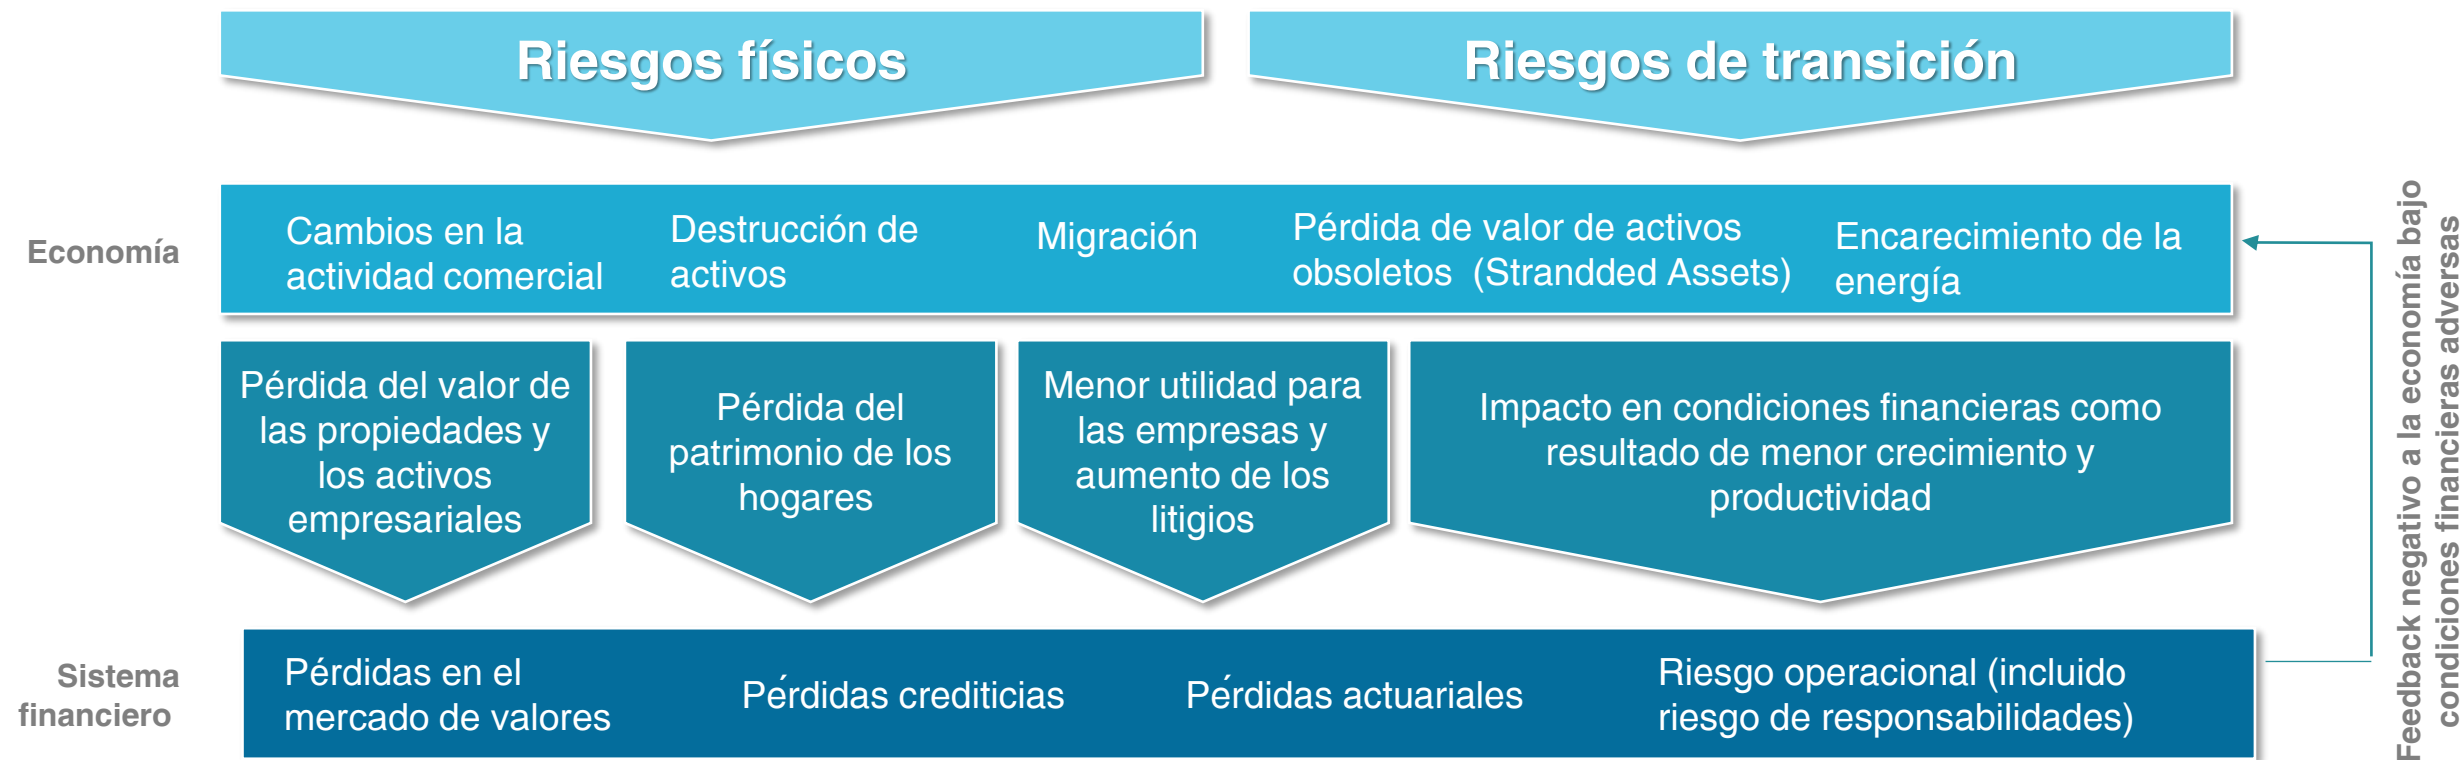 Riesgos físicos
Riesgos de transición
Economía
Cambios en la
actividad comercial
Destrucción de
activos
Migración
Pérdida de valor de activos
obsoletos  (Strandded Assets)
Encarecimiento de la
energía
Pérdida del valor de
las propiedades y
los activos
empresariales
Pérdida del
patrimonio de los
hogares
Menor utilidad para
las empresas y
aumento de los
litigios
Impacto en condiciones financieras como
resultado de menor crecimiento y
productividad
Sistema
financiero
Pérdidas en el
mercado de valores
Pérdidas crediticias
Pérdidas actuariales
Riesgo operacional (incluido
riesgo de responsabilidades)
Feedback negativo a la economía bajo
condiciones financieras adversas